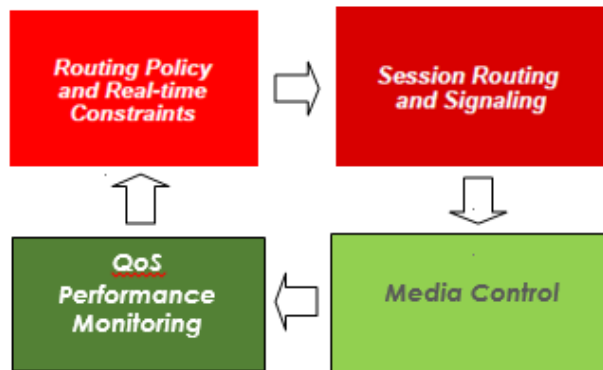 Routing Policy
and Real-time
Constraints
Session Routing
and Signaling
QoS
Performance
Monitoring
Media Control